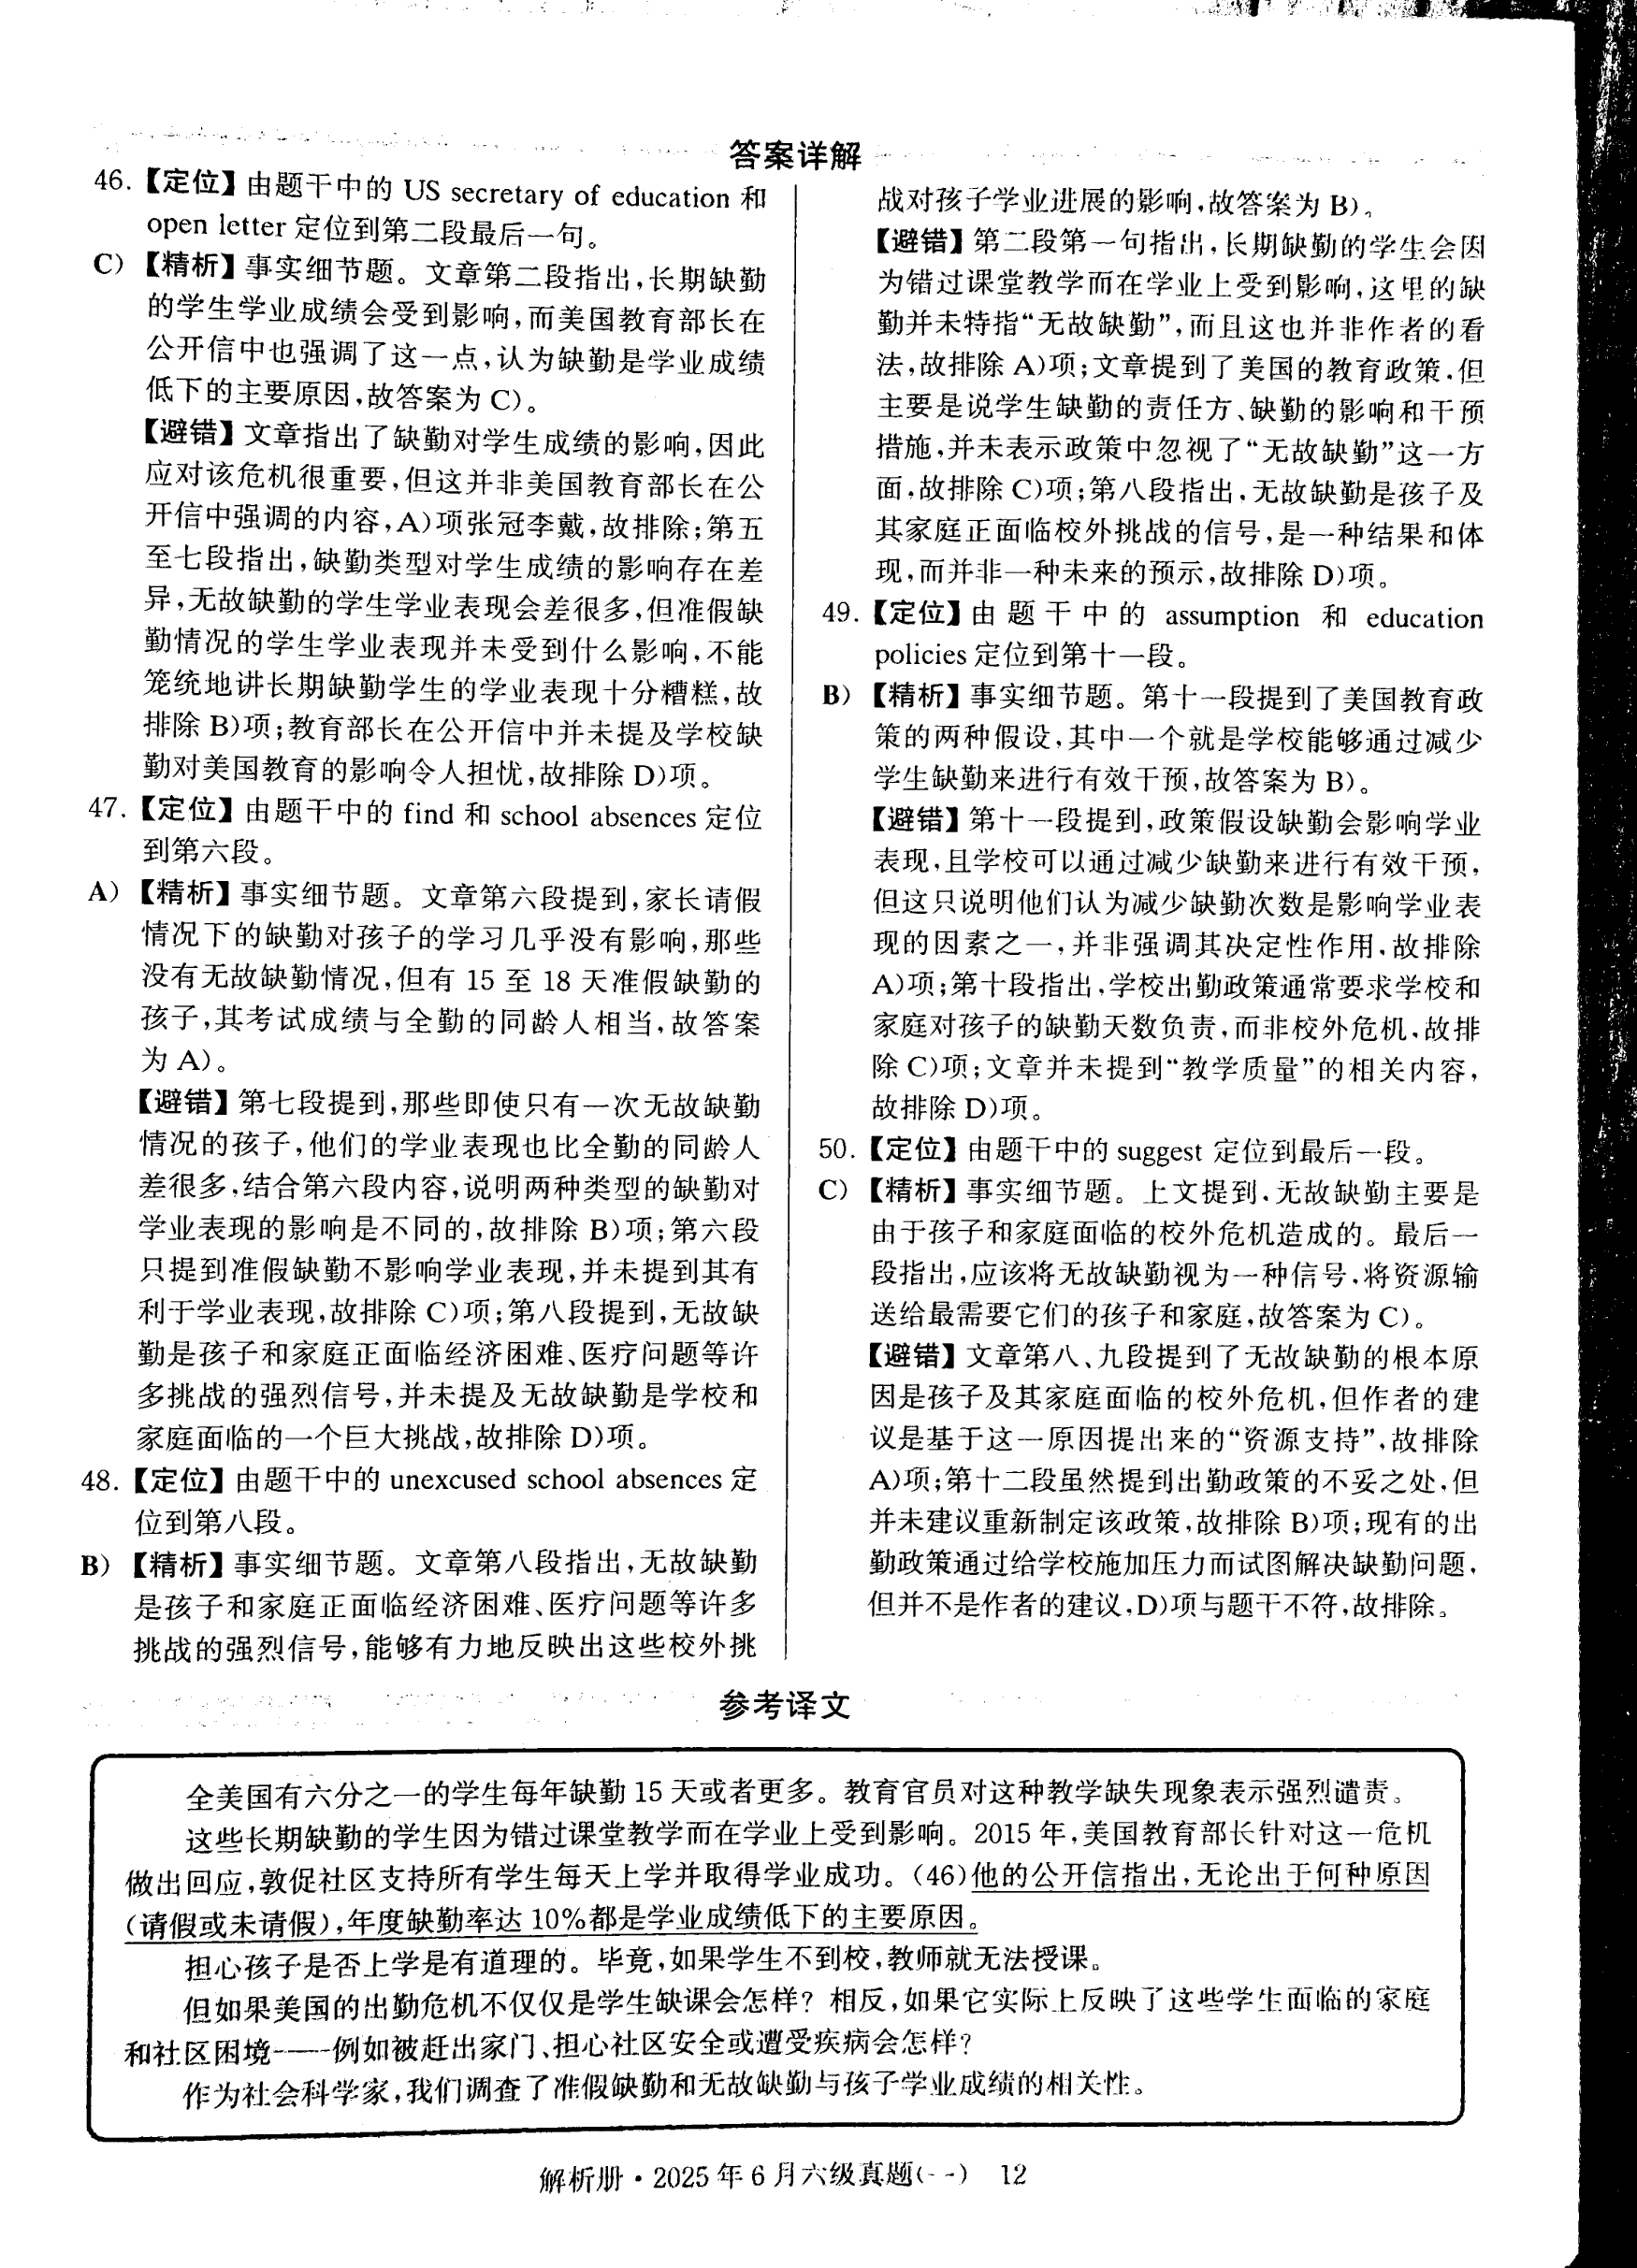 答案详解
46.【定位】由题干中的 US secretary of education 和
open letter 定位到第二段最后一句。
C) 【精析】事实细节题。文章第二段指出,长期缺勤
的学生学业成绩会受到影响,而美国教育部长在
公开信中也强调了这一点,认为缺勤是学业成绩
低下的主要原因,故答案为 C)。
【避错】文章指出了缺勤对学生成绩的影响,因此
应对该危机很重要,但这并非美国教育部长在公
开信中强调的内容,A)项张冠李戴,故排除;第五
至七段指出,缺勤类型对学生成绩的影响存在差
异,无故缺勤的学生学业表现会差很多,但准假缺
勤情况的学生学业表现并未受到什么影响,不能
笼统地讲长期缺勤学生的学业表现十分糟糕,故
排除 B)项;教育部长在公开信中并未提及学校缺
勤对美国教育的影响令人担忧,故排除 D)项。
47.【定位】由题干中的 find 和 school absences 定位
到第六段。
A) 【精析】事实细节题。文章第六段提到,家长请假
情况下的缺勤对孩子的学习几乎没有影响,那些
没有无故缺勤情况,但有 15 至 18 天准假缺勤的
孩子,其考试成绩与全勤的同龄人相当,故答案
为 A)。
【避错】第七段提到,那些即使只有一次无故缺勤
情况的孩子,他们的学业表现也比全勤的同龄人
差很多,结合第六段内容,说明两种类型的缺勤对
学业表现的影响是不同的,故排除 B)项;第六段
只提到准假缺勤不影响学业表现,并未提到其有
利于学业表现,故排除 C)项;第八段提到,无故缺
勤是孩子和家庭正面临经济困难、医疗问题等许
多挑战的强烈信号,并未提及无故缺勤是学校和
家庭面临的一个巨大挑战,故排除 D)项。
48.【定位】由题干中的 unexcused school absences 定
位到第八段。
B) 【精析】事实细节题。文章第八段指出,无故缺勤
是孩子和家庭正面临经济困难、医疗问题等许多
挑战的强烈信号,能够有力地反映出这些校外挑
战对孩子学业进展的影响,故答案为 B)。
【避错】第二段第一句指出,长期缺勤的学生会因
为错过课堂教学而在学业上受到影响,这里的缺
勤并未特指“无故缺勤”,而且这也并非作者的看
法,故排除 A)项;文章提到了美国的教育政策,但
主要是说学生缺勤的责任方、缺勤的影响和干预
措施,并未表示政策中忽视了“无故缺勤”这一方
面,故排除 C)项;第八段指出,无故缺勤是孩子及
其家庭正面临校外挑战的信号,是一种结果和体
现,而并非一种未来的预示,故排除 D)项。
49.【定位】由题干中的 assumption 和 education
policies 定位到第十一段。
B) 【精析】事实细节题。第十一段提到了美国教育政
策的两种假设,其中一个就是学校能够通过减少
学生缺勤来进行有效干预,故答案为 B)。
【避错】第十一段提到,政策假设缺勤会影响学业
表现,且学校可以通过减少缺勤来进行有效干预,
但这只说明他们认为减少缺勤次数是影响学业表
现的因素之一,并非强调其决定性作用,故排除
A)项;第十段指出,学校出勤政策通常要求学校和
家庭对孩子的缺勤天数负责,而非校外危机,故排
除 C)项;文章并未提到“教学质量”的相关内容,
故排除 D)项。
50.【定位】由题干中的 suggest 定位到最后一段。
C) 【精析】事实细节题。上文提到,无故缺勤主要是
由于孩子和家庭面临的校外危机造成的。最后一
段指出,应该将无故缺勤视为一种信号,将资源输
送给最需要它们的孩子和家庭,故答案为 C)。
【避错】文章第八、九段提到了无故缺勤的根本原
因是孩子及其家庭面临的校外危机,但作者的建
议是基于这一原因提出来的“资源支持”,故排除
A)项;第十二段虽然提到出勤政策的不妥之处,但
并未建议重新制定该政策,故排除 B)项;现有的出
勤政策通过给学校施加压力而试图解决缺勤问题,
但并不是作者的建议,D)项与题干不符,故排除。
参考译文
全美国有六分之一的学生每年缺勤 15 天或者更多。教育官员对这种教学缺失现象表示强烈谴责。
这些长期缺勤的学生因为错过课堂教学而在学业上受到影响。2015 年,美国教育部长针对这一危机
做出回应,敦促社区支持所有学生每天上学并取得学业成功。(46)他的公开信指出,无论出于何种原因
(请假或未请假),年度缺勤率达 10%都是学业成绩低下的主要原因。
担心孩子是否上学是有道理的。毕竟,如果学生不到校,教师就无法授课。
但如果美国的出勤危机不仅仅是学生缺课会怎样?相反,如果它实际上反映了这些学生面临的家庭
和社区困境——例如被赶出家门、担心社区安全或遭受疾病会怎样?
作为社会科学家,我们调查了准假缺勤和无故缺勤与孩子学业成绩的相关性。
解析册·2025 年 6 月六级真题(一) 12